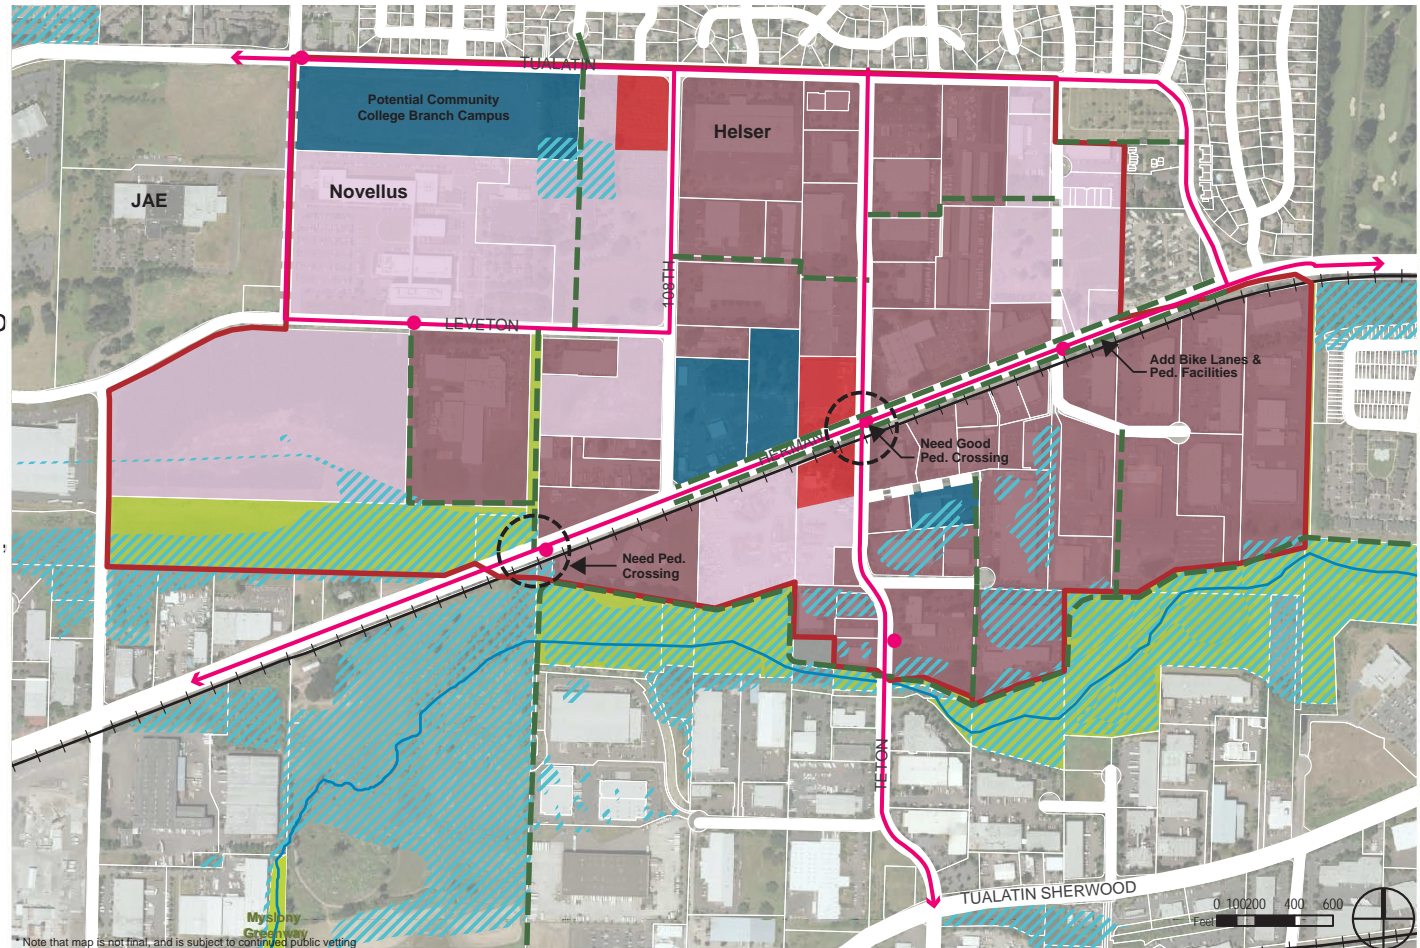 TUALATIN
Potential Community
College Branch Campus
Helser
Novellus
JAE
108TH
LEVETON
Add Bike Lanes &
Ped. Facilities
HERMAN
Need Good
Ped. Crossing
Need Ped.
Crossing
TETON
TUALATIN SHERWOOD
0 100200 400 600
Feet
Myslony
Greenway
* Note that map is not final, and is subject to continued public vetting